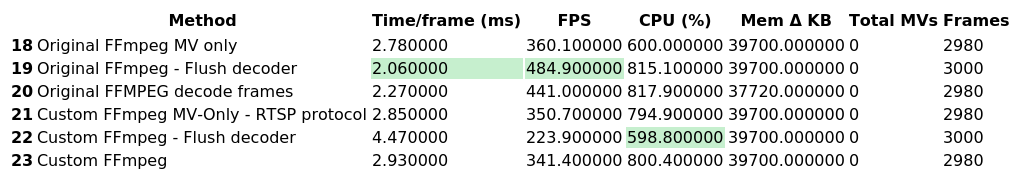 Method Time/frame (ms) FPS CPU (%) Mem Δ KB Total MVs Frames
18 Original FFmpeg MV only 2.780000 360.100000 600.000000 39700.000000 0 2980
19 Original FFmpeg - Flush decoder 2.060000 484.900000 815.100000 39700.000000 0 3000
20 Original FFMPEG decode frames 2.270000 441.000000 817.900000 37720.000000 0 2980
21 Custom FFmpeg MV-Only - RTSP protocol 2.850000 350.700000 794.900000 39700.000000 0 2980
22 Custom FFmpeg - Flush decoder 4.470000 223.900000 598.800000 39700.000000 0 3000
23 Custom FFmpeg 2.930000 341.400000 800.400000 39700.000000 0 2980